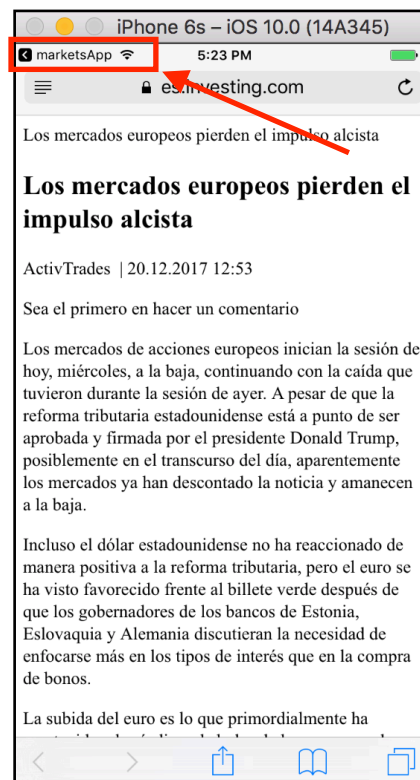 iPhone 6s – iOS 10.0 (14A345)
marketsApp 5:23 PM
es.investing.com
Los mercados europeos pierden el impulso alcista
Los mercados europeos pierden el
impulso alcista
ActivTrades | 20.12.2017 12:53
Sea el primero en hacer un comentario
Los mercados de acciones europeos inician la sesión de
hoy, miércoles, a la baja, continuando con la caída que
tuvieron durante la sesión de ayer. A pesar de que la
reforma tributaria estadounidense está a punto de ser
aprobada y firmada por el presidente Donald Trump,
posiblemente en el transcurso del día, aparentemente
los mercados ya han descontado la noticia y amanecen
a la baja.
Incluso el dólar estadounidense no ha reaccionado de
manera positiva a la reforma tributaria, pero el euro se
ha visto favorecido frente al billete verde después de
que los gobernadores de los bancos de Estonia,
Eslovaquia y Alemania discutieran la necesidad de
enfocarse más en los tipos de interés que en la compra
de bonos.
La subida del euro es lo que primordialmente ha